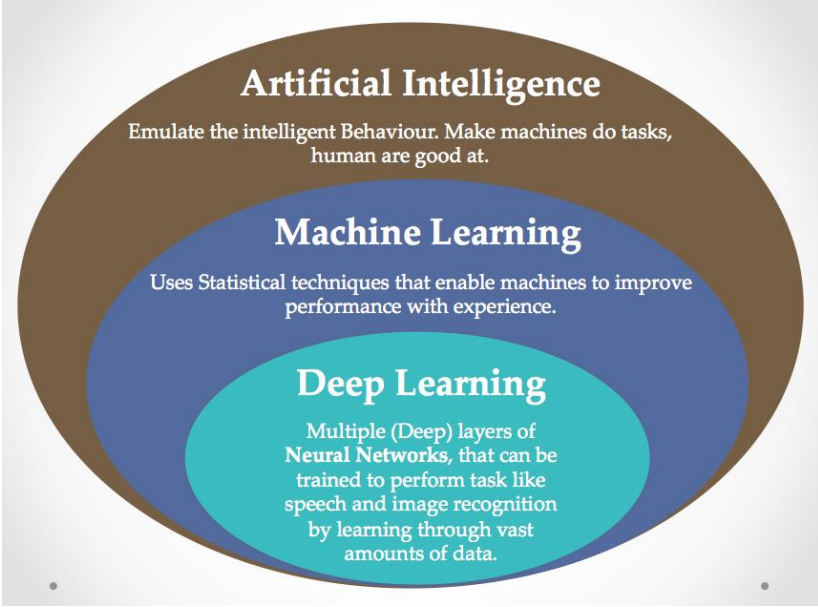 Artificial Intelligence
Emulate the intelligent Behaviour. Make machines do tasks,
human are good at.
Machine Learning
Uses Statistical techniques that enable machines to improve
performance with experience.
Deep Learning
Multiple (Deep) layers of
Neural Networks, that can be
trained to perform task like
speech and image recognition
by learning through vast
amounts of data.